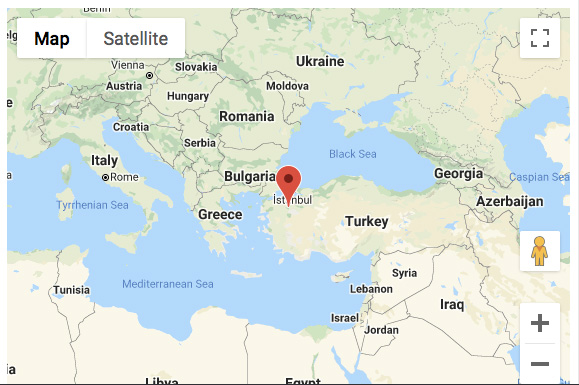 Berlin
Map
Satellite
Slovakia
Ukraine
Vienna
Austria
Hungary
Moldova
Romania
Croatia
Serbia
Black Sea
Italy
Rome
Bulgaria
Georgia
Caspian Sea
Istanbul
Azerbaijan
Tyrrhenian Sea
Greece
Turkey
Mediterranean Sea
Syria
Tunisia
Lebanon
Iraq
Israel
Jordan
Libya
Egypt